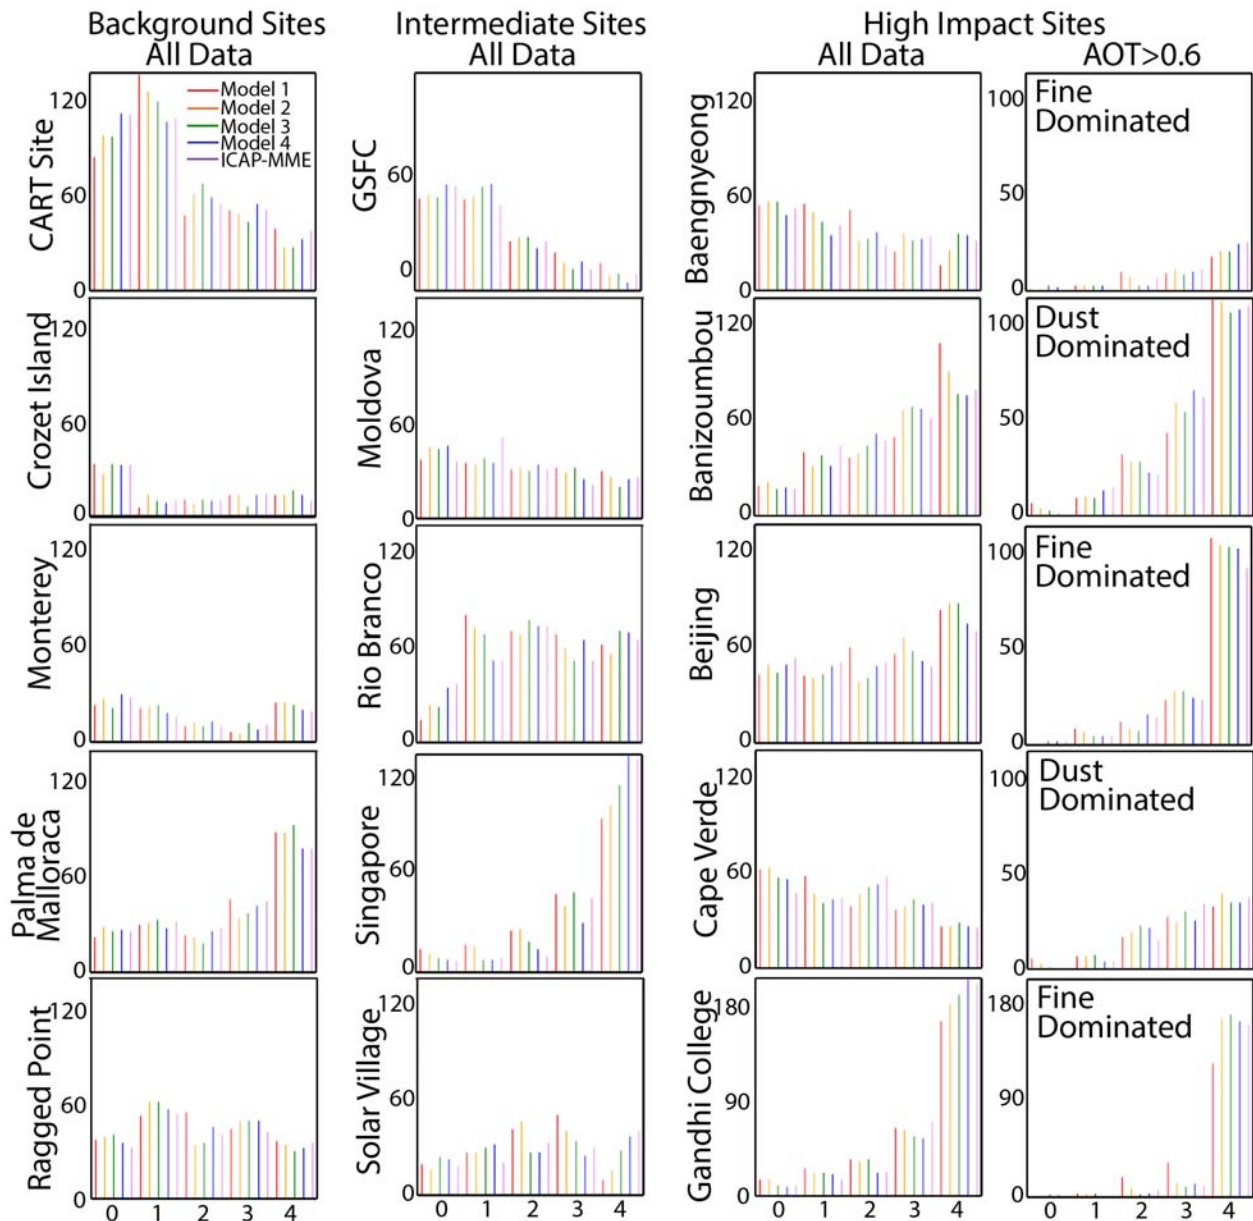 Background Sites
All Data
Intermediate Sites
All Data
High Impact Sites
All Data
AOT>0.6
CART Site
120
60
0
Model 1
Model 2
Model 3
Model 4
ICAP-MME
GSFC
60
0
Baengnyeong
120
60
0
100
50
0
Fine
Dominated
Crozet Island
120
60
0
Moldova
120
60
0
Banizoumbou
120
60
0
100
50
0
Dust
Dominated
Monterey
120
60
0
Rio Branco
120
60
0
Beijing
120
60
0
100
50
0
Fine
Dominated
Palma de
Malloraca
120
60
0
Singapore
120
60
0
Cape Verde
120
60
0
100
50
0
Dust
Dominated
Ragged Point
120
60
0
Solar Village
120
60
0
Gandhi College
180
90
0
180
90
0
Fine
Dominated
0 1 2 3 4
0 1 2 3 4
0 1 2 3 4
0 1 2 3 4